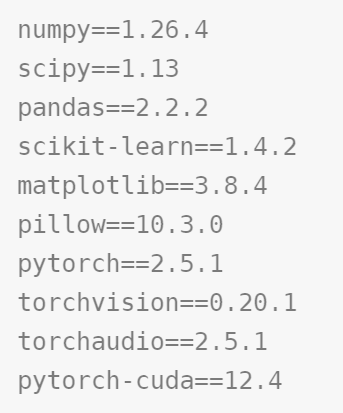 numpy==1.26.4
scipy==1.13
pandas==2.2.2
scikit-learn==1.4.2
matplotlib==3.8.4
pillow==10.3.0
pytorch==2.5.1
torchvision==0.20.1
torchaudio==2.5.1
pytorch-cuda==12.4